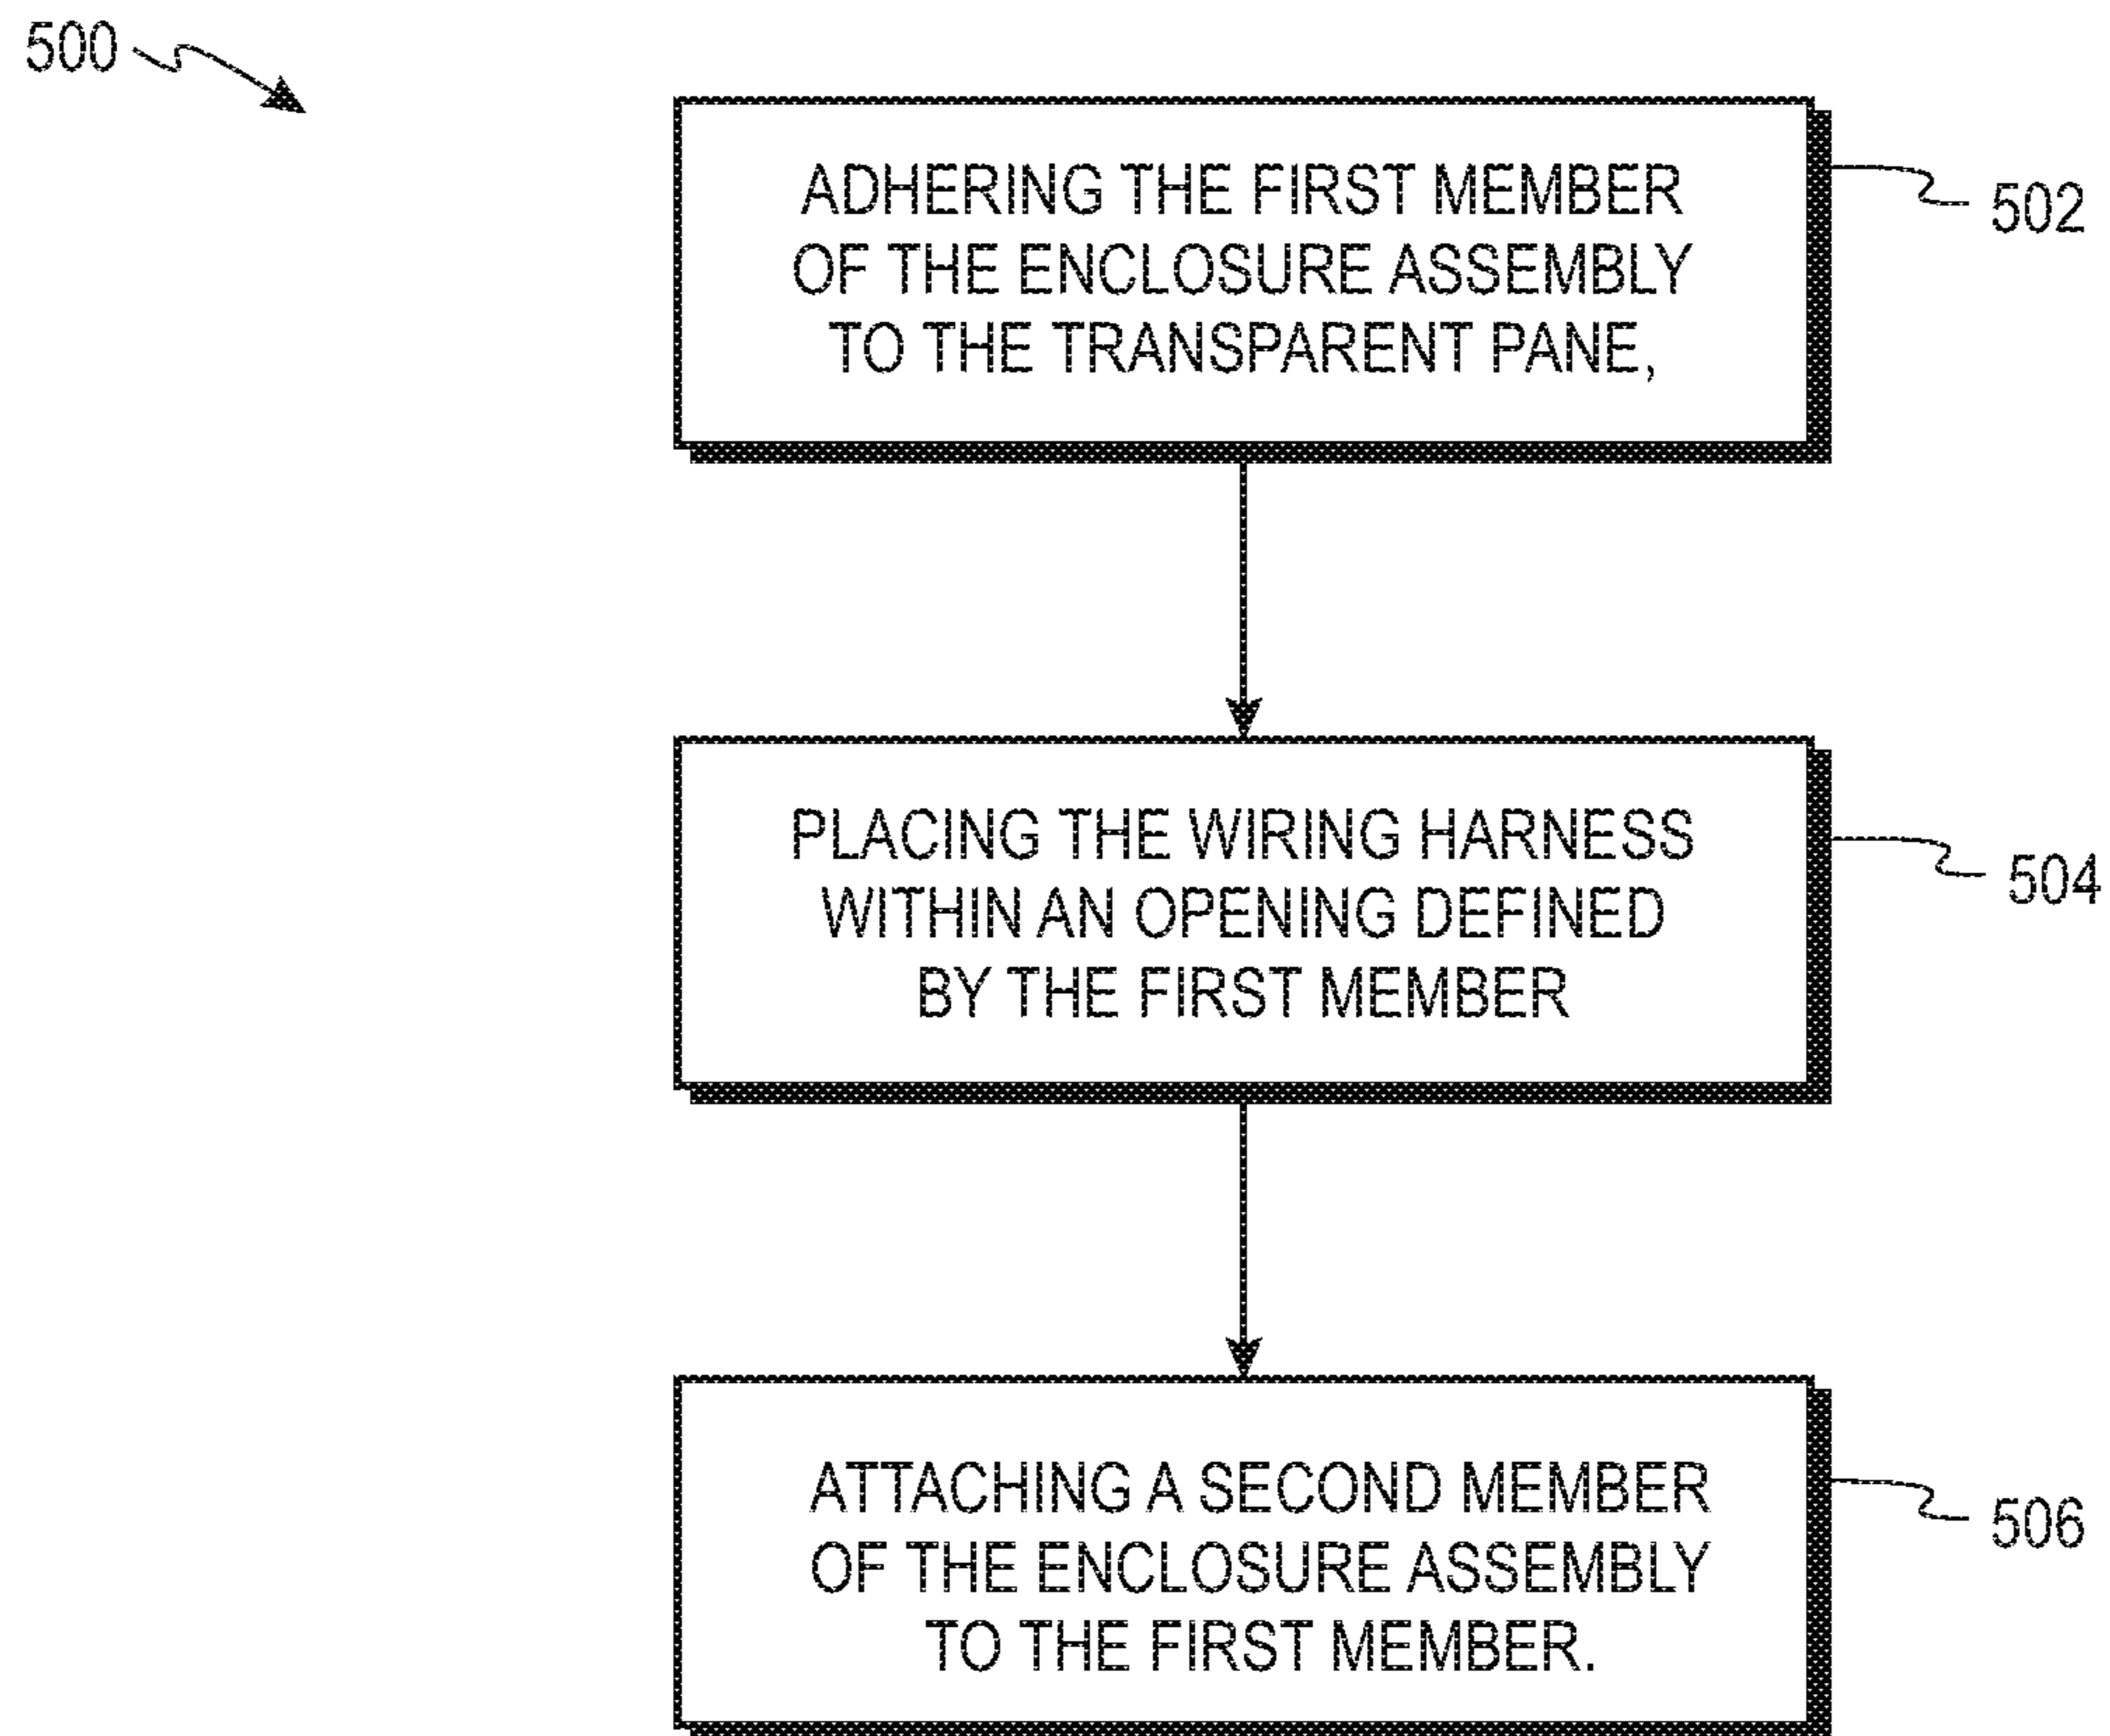 500
ADHERING THE FIRST MEMBER
OF THE ENCLOSURE ASSEMBLY
TO THE TRANSPARENT PANE,
502
PLACING THE WIRING HARNESS
WITHIN AN OPENING DEFINED
BY THE FIRST MEMBER
504
ATTACHING A SECOND MEMBER
OF THE ENCLOSURE ASSEMBLY
TO THE FIRST MEMBER.
506